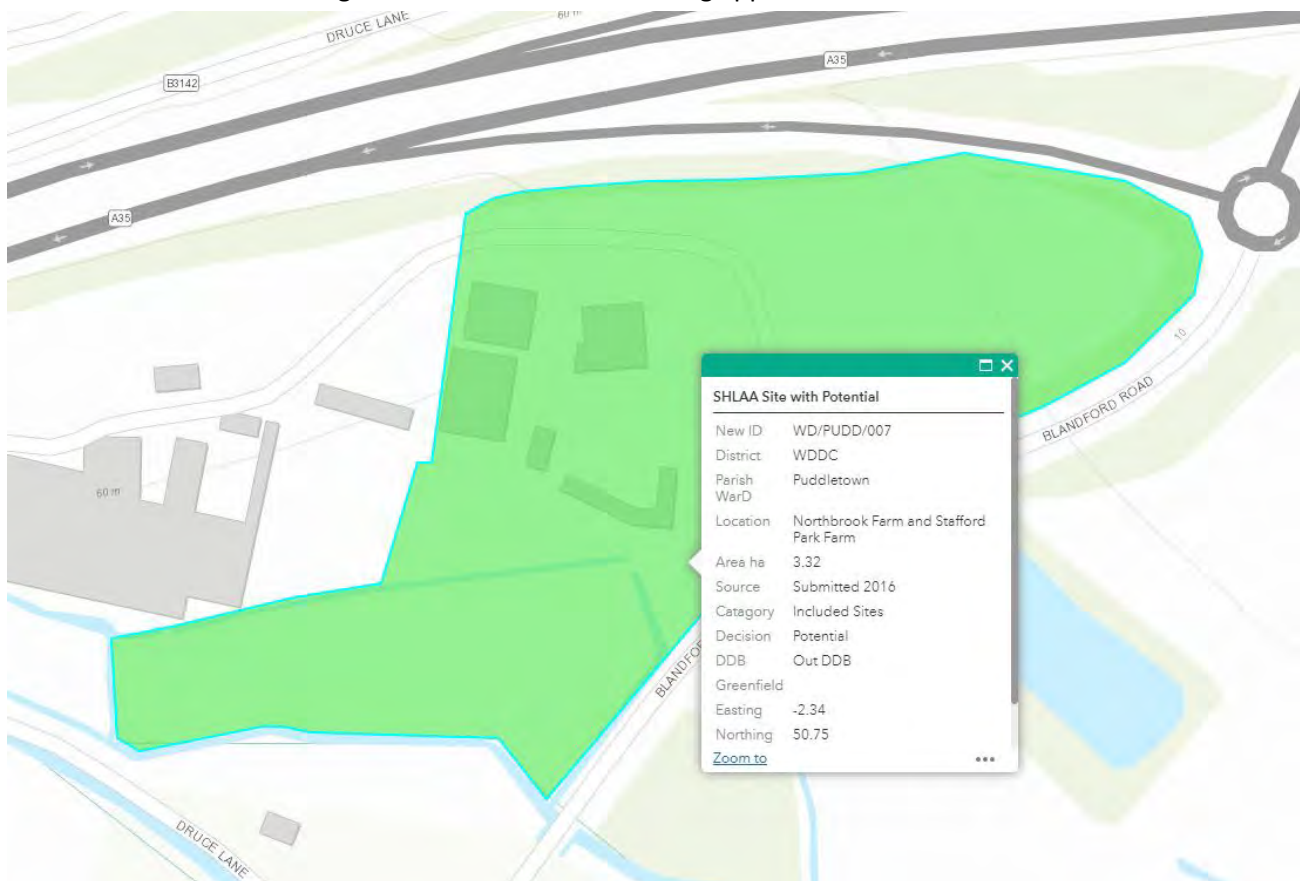 DRUCE LANE
60 m
B3142
A35
A35
10
BLANDFORD ROAD
60 m
SHLAA Site with Potential
New ID WD/PUDD/007
District WDDC
Parish Puddletown
WarD
Location Northbrook Farm and Stafford
Park Farm
Area ha 3.32
Source Submitted 2016
Catagory Included Sites
Decision Potential
DDB Out DDB
Greenfield
Easting -2.34
Northing 50.75
Zoom to
BLANDFO
DRUCE LANE